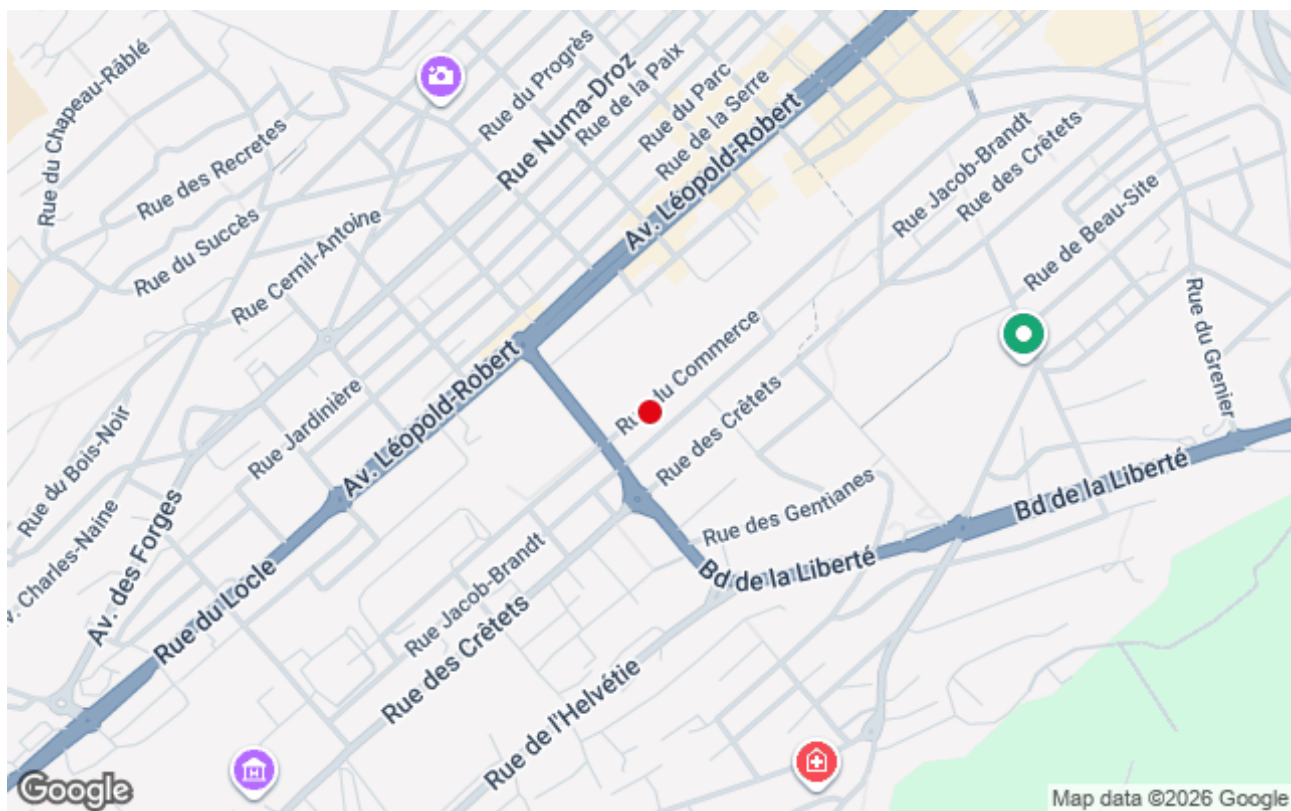 Rue du Chapeau-Râblé
Rue du Progrès
Rue Numa-Droz
Rue de la Paix
Rue du Parc
Rue de la Serre
Av. Léopold-Robert
Rue des Recretes
Rue du Succès
Rue Cernil-Antoine
Rue Jacob-Brandt
Rue des Crêtets
Rue de Beau-Site
Rue du Grenier
Av. Léopold-Robert
Rue du Commerce
Rue Jardinière
Rue des Crêtets
Rue du Bois-Noir
Av. Charles-Naine
Av. des Forges
Rue du Locle
Rue des Gentianes
Bd de la Liberté
Bd de la Liberté
Rue Jacob-Brandt
Rue des Crêtets
Rue de l'Helvétie
H
Google
Map data ©2026 Google